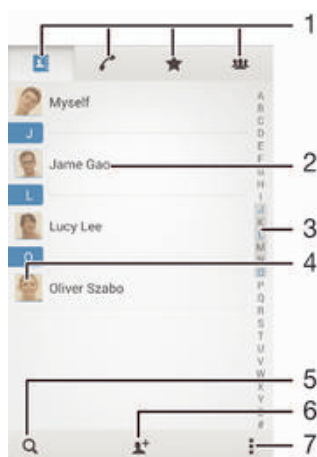 1
Myself
J
Jame Gao
2
L
Lucy Lee
3
O
4
Oliver Szabo
A
B
C
D
E
F
G
H
I
J
K
L
M
N
O
P
Q
R
S
T
U
V
W
X
Y
Z
#
5
6
7